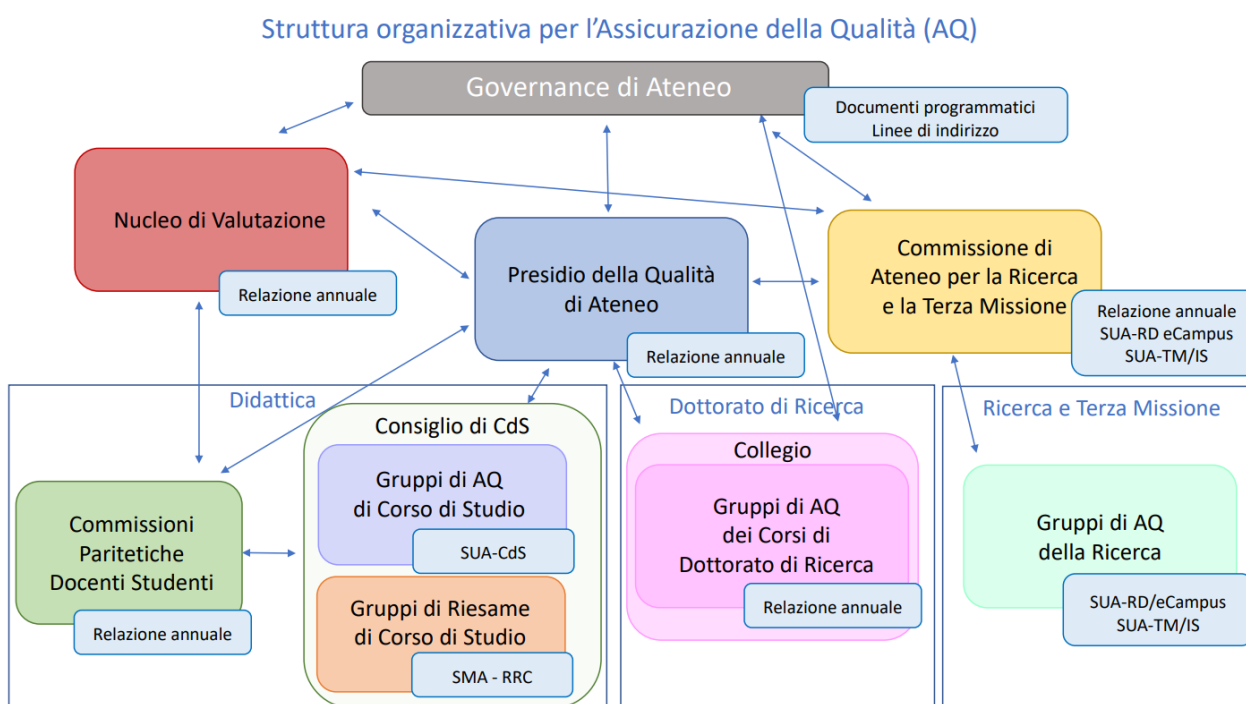 Struttura organizzativa per l'Assicurazione della Qualità (AQ)
Governance di Ateneo
Documenti programmatici
Linee di indirizzo
Nucleo di Valutazione
Relazione annuale
Presidio della Qualità
di Ateneo
Relazione annuale
Commissione di
Ateneo per la Ricerca
e la Terza Missione
Relazione annuale
SUA-RD eCampus
SUA-TM/IS
Didattica
Commissioni
Paritetiche
Docenti Studenti
Relazione annuale
Consiglio di CdS
Gruppi di AQ
di Corso di Studio
SUA-CdS
Gruppi di Riesame
di Corso di Studio
SMA - RRC
Dottorato di Ricerca
Collegio
Gruppi di AQ
dei Corsi di
Dottorato di Ricerca
Relazione annuale
Ricerca e Terza Missione
Gruppi di AQ
della Ricerca
SUA-RD/eCampus
SUA-TM/IS